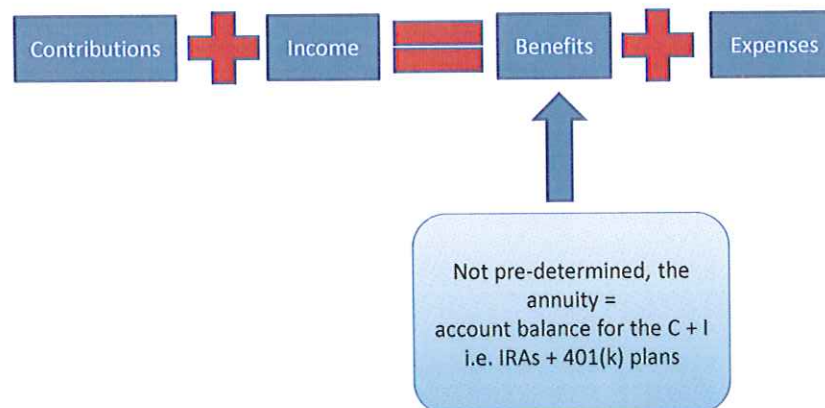 Contributions Income Benefits Expenses
Not pre-determined, the
annuity =
account balance for the C + I
i.e. IRAs + 401(k) plans